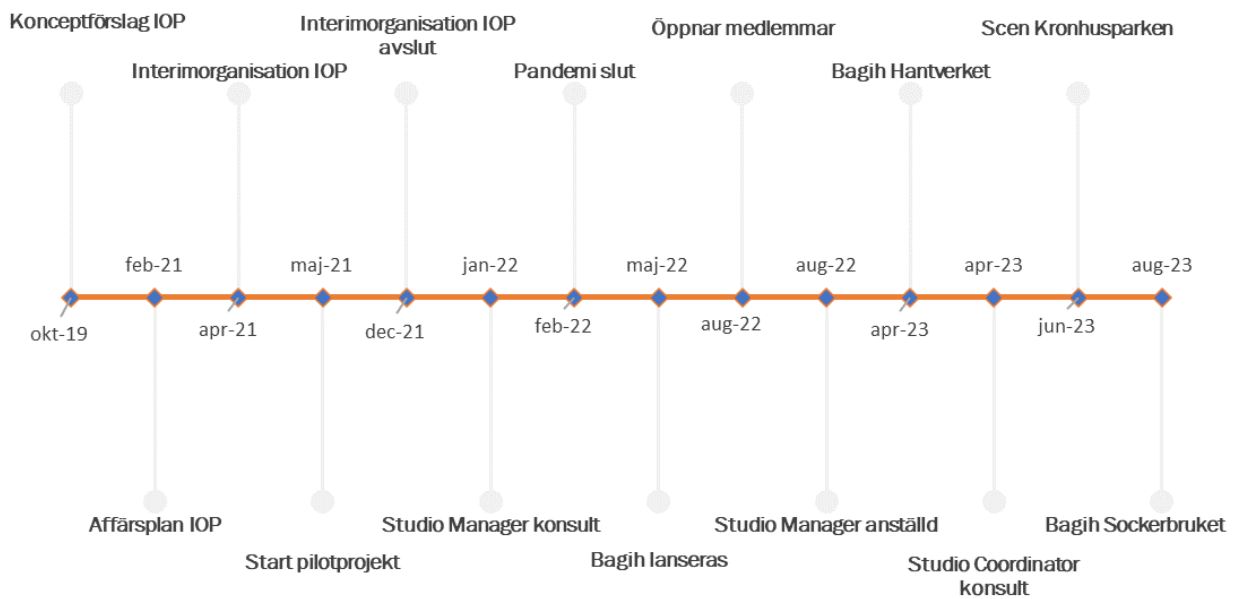 Konceptförslag IOP
Interimorganisation IOP
avslut
Öppnar medlemmar
Scen Kronhusparken
Interimorganisation IOP
Pandemi slut
Bagih Hantverket
feb-21
maj-21
jan-22
maj-22
aug-22
apr-23
aug-23
okt-19
apr-21
dec-21
feb-22
aug-22
apr-23
jun-23
Affärsplan IOP
Studio Manager konsult
Studio Manager anställd
Bagih Sockerbruket
Start pilotprojekt
Bagih lanseras
Studio Coordinator
konsult